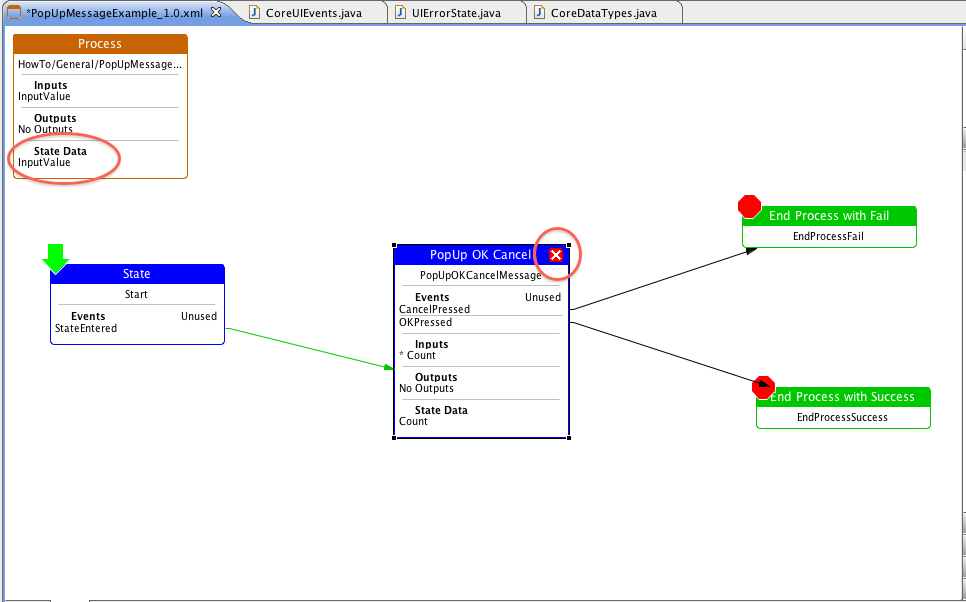 *PopUpMessageExample_1.0.xml
CoreUIEvents.java
UIErrorState.java
CoreDataTypes.java
Process
HowTo/General/PopUpMessage...
Inputs
InputValue
Outputs
No Outputs
State Data
InputValue
State
Start
Events Unused
StateEntered
PopUp OK Cancel
PopUpOKCancelMessage
Events Unused
CancelPressed
OKPressed
Inputs
* Count
Outputs
No Outputs
State Data
Count
End Process with Fail
EndProcessFail
End Process with Success
EndProcessSuccess